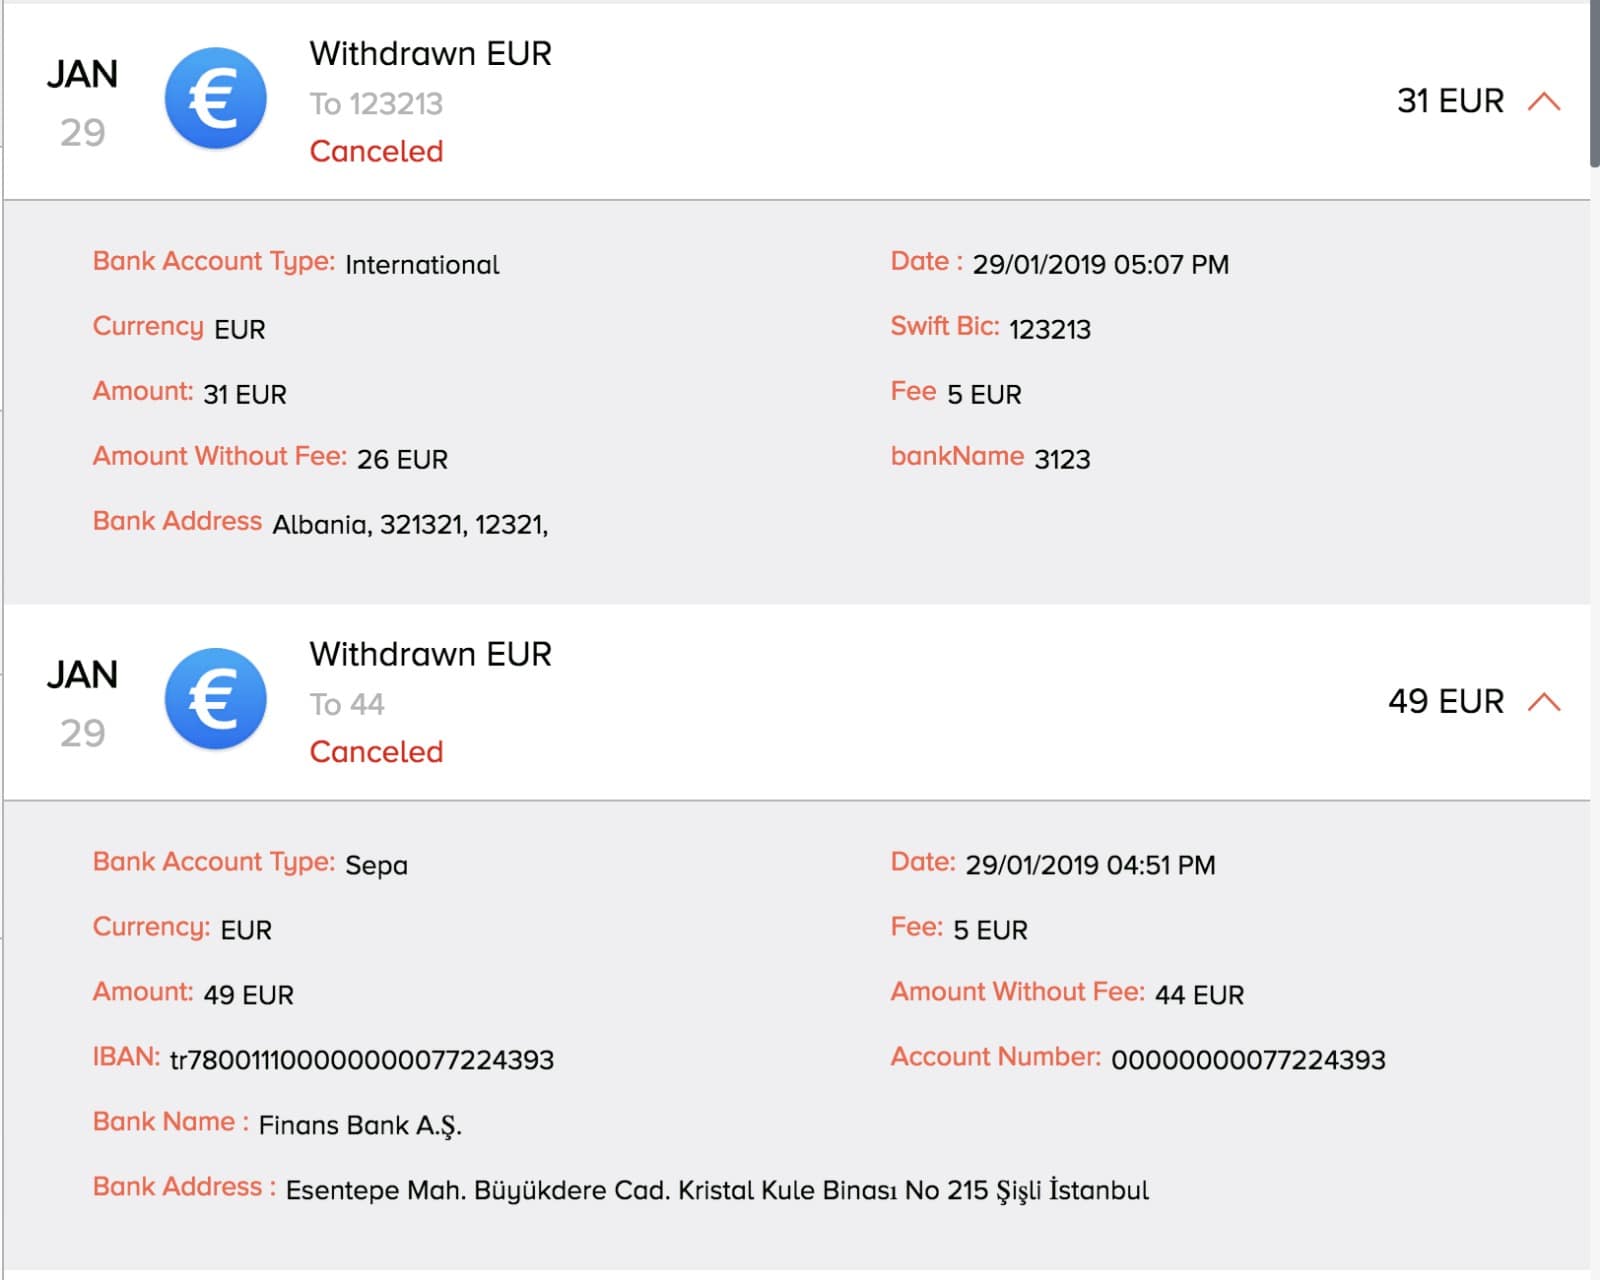 JAN
29
€
Withdrawn EUR
To 123213
Canceled
31 EUR
Bank Account Type: International
Date : 29/01/2019 05:07 PM
Currency EUR
Swift Bic: 123213
Amount: 31 EUR
Fee 5 EUR
Amount Without Fee: 26 EUR
bankName 3123
Bank Address Albania, 321321, 12321,
JAN
29
€
Withdrawn EUR
To 44
Canceled
49 EUR
Bank Account Type: Sepa
Date: 29/01/2019 04:51 PM
Currency: EUR
Fee: 5 EUR
Amount: 49 EUR
Amount Without Fee: 44 EUR
IBAN: tr780011100000000077224393
Account Number: 00000000077224393
Bank Name : Finans Bank A.Ş.
Bank Address : Esentepe Mah. Büyükdere Cad. Kristal Kule Binası No 215 Şişli İstanbul